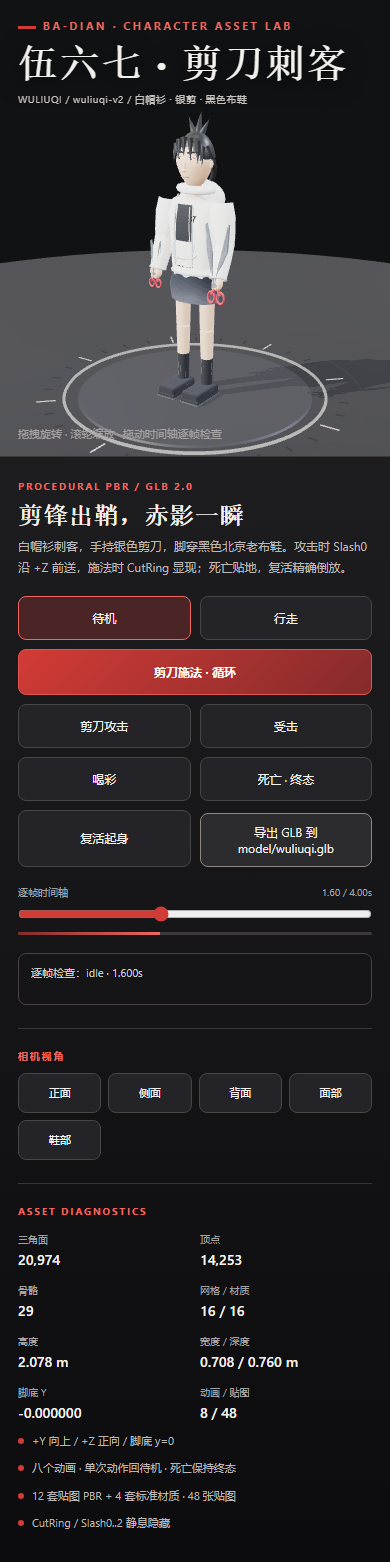 BA-DIAN · CHARACTER ASSET LAB
伍六七 · 剪刀刺客
WULIUQI / wuliuqi-v2 / 白帽衫 · 银剪 · 黑色布鞋
拖拽旋转 · 滚轮缩放 · 拖动时间轴逐帧检查
PROCEDURAL PBR / GLB 2.0
剪锋出鞘，赤影一瞬
白帽衫刺客，手持银色剪刀，脚穿黑色北京老布鞋。攻击时 Slash0
沿 +Z 前送，施法时 CutRing 显现；死亡贴地，复活精确倒放。
待机
行走
剪刀施法 · 循环
剪刀攻击
受击
喝彩
死亡 · 终态
复活起身
导出 GLB 到
model/wuliuqi.glb
逐帧时间轴
1.60 / 4.00s
逐帧检查：idle · 1.600s
相机视角
正面
侧面
背面
面部
鞋部
ASSET DIAGNOSTICS
三角面
顶点
20,974
14,253
骨骼
网格 / 材质
29
16 / 16
高度
宽度 / 深度
2.078 m
0.708 / 0.760 m
脚底 Y
动画 / 贴图
-0.000000
8 / 48
+Y 向上 / +Z 正向 / 脚底 y=0
八个动画 · 单次动作回待机 · 死亡保持终态
12 套贴图 PBR + 4 套标准材质 · 48 张贴图
CutRing / Slash0..2 静息隐藏